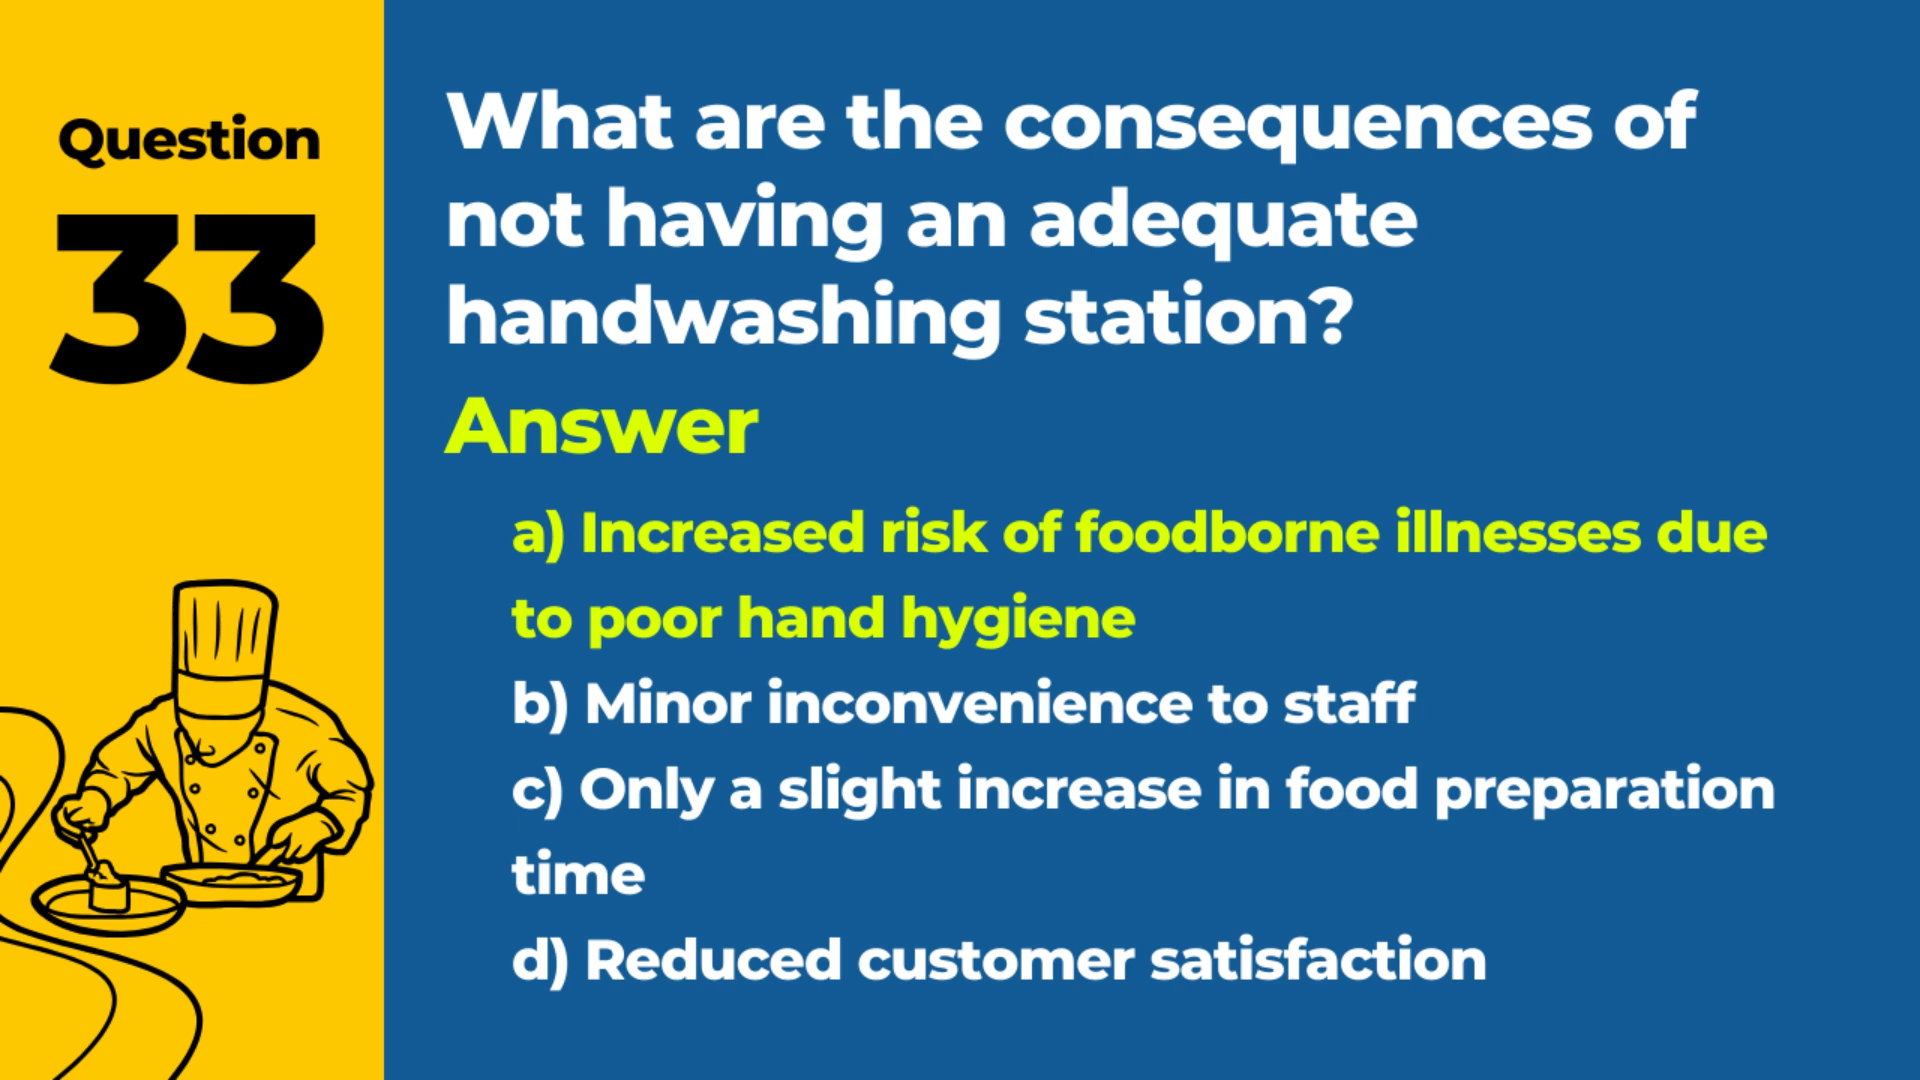 Question
33
What are the consequences of
not having an adequate
handwashing station?
Answer
a) Increased risk of foodborne illnesses due
to poor hand hygiene
b) Minor inconvenience to staff
c) Only a slight increase in food preparation
time
d) Reduced customer satisfaction